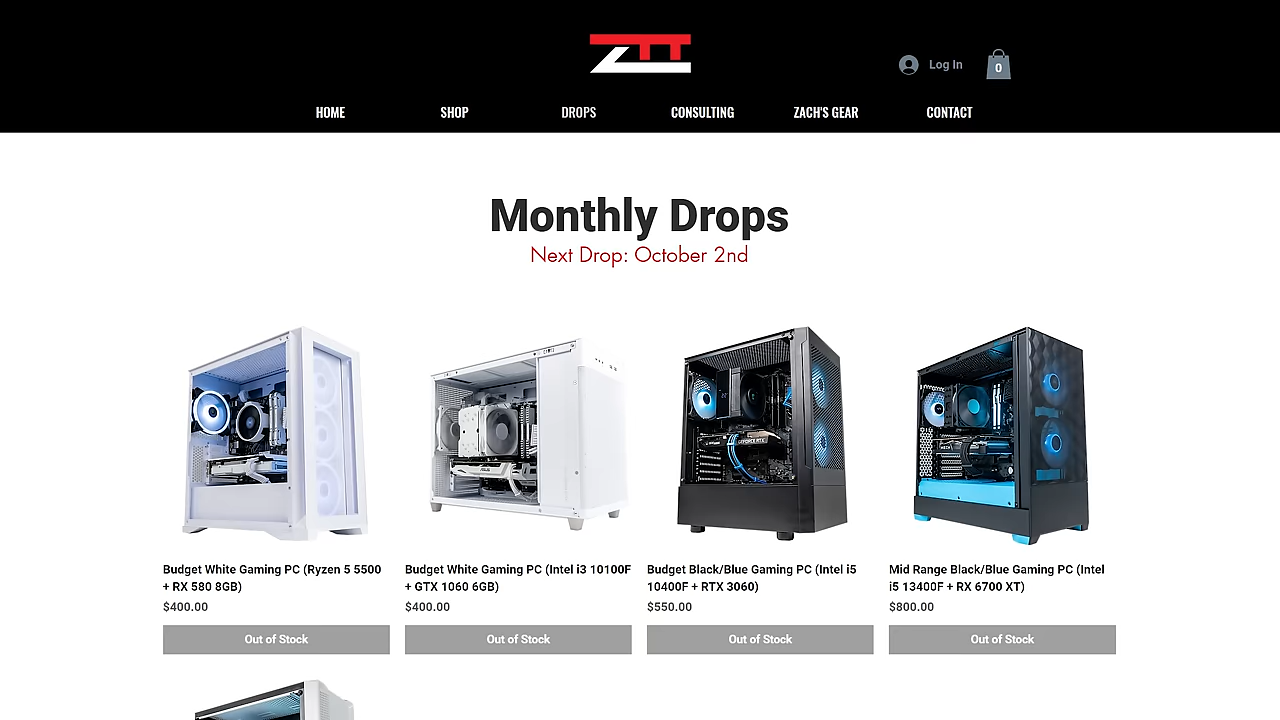 ZTT
Log In
0
HOME
SHOP
DROPS
CONSULTING
ZACH'S GEAR
CONTACT
Monthly Drops
Next Drop: October 2nd
Budget White Gaming PC (Ryzen 5 5500
+ RX 580 8GB)
$400.00
Out of Stock
Budget White Gaming PC (Intel i3 10100F
+ GTX 1060 6GB)
$400.00
Out of Stock
Budget Black/Blue Gaming PC (Intel i5
10400F + RTX 3060)
$550.00
Out of Stock
Mid Range Black/Blue Gaming PC (Intel
i5 13400F + RX 6700 XT)
$800.00
Out of Stock